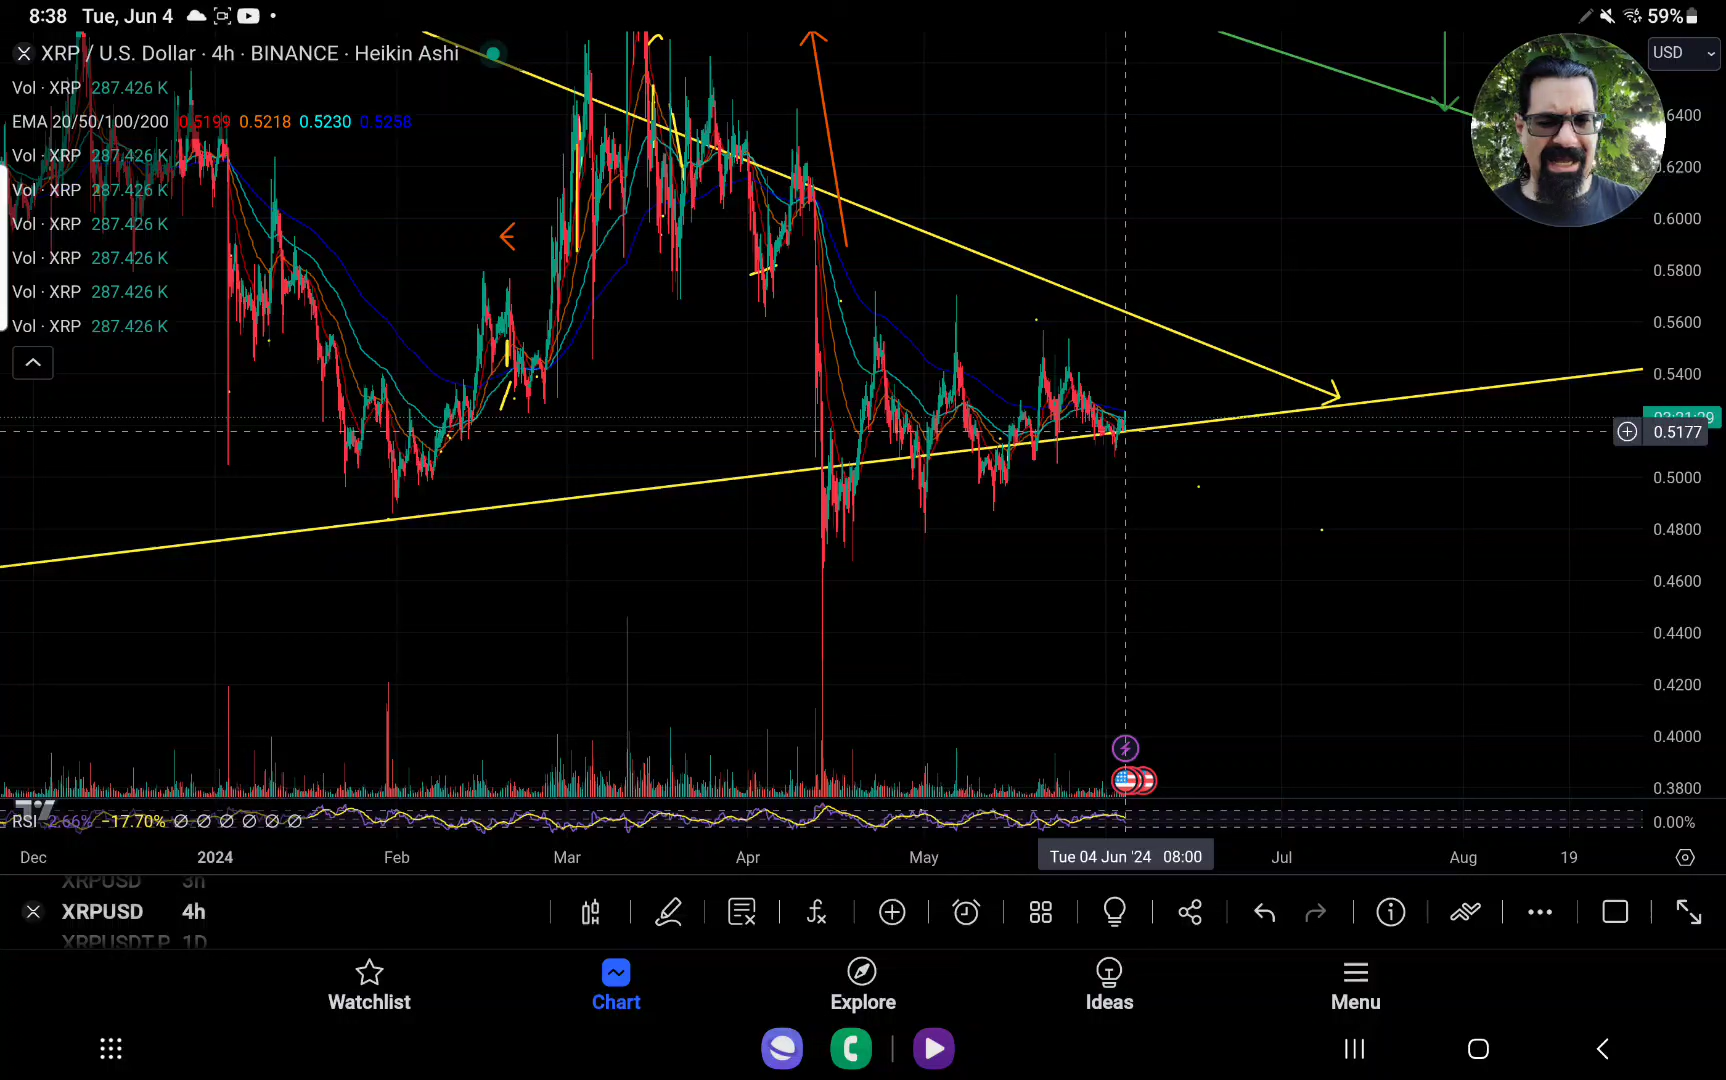 8:38 Tue, Jun 4
59%
XRP / U.S. Dollar · 4h · BINANCE · Heikin Ashi
USD
Vol · XRP 287.426 K
EMA 20/50/100/200 0.5199 0.5218 0.5230 0.5258
Vol · XRP 287.426 K
Vol · XRP 287.426 K
Vol · XRP 287.426 K
Vol · XRP 287.426 K
Vol · XRP 287.426 K
Vol · XRP 287.426 K
6400
0.6200
0.6000
0.5800
0.5600
0.5400
0.5177
0.5000
0.4800
0.4600
0.4400
0.4200
0.4000
0.3800
RSI 2.66% -17.70% ∅ ∅ ∅ ∅ ∅ ∅
0.00%
Dec 2024 Feb Mar Apr May Tue 04 Jun '24 08:00 Jul Aug 19
XRPUSD 3h
XRPUSD 4h
XRPUSDT.P 1D
Watchlist Chart Explore Ideas Menu